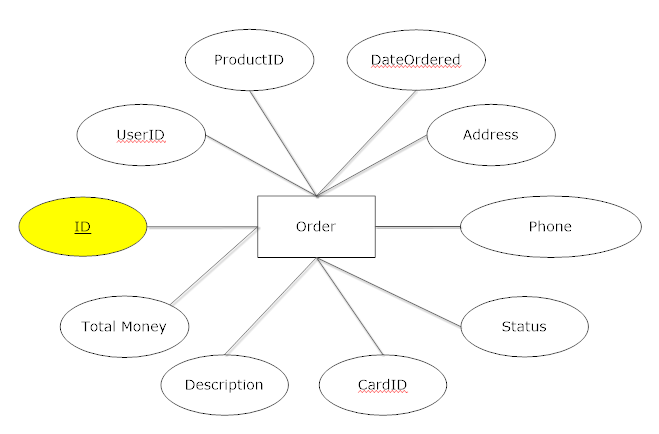 ProductID
DateOrdered
UserID
Address
ID
Order
Phone
Total Money
Status
Description
CardID